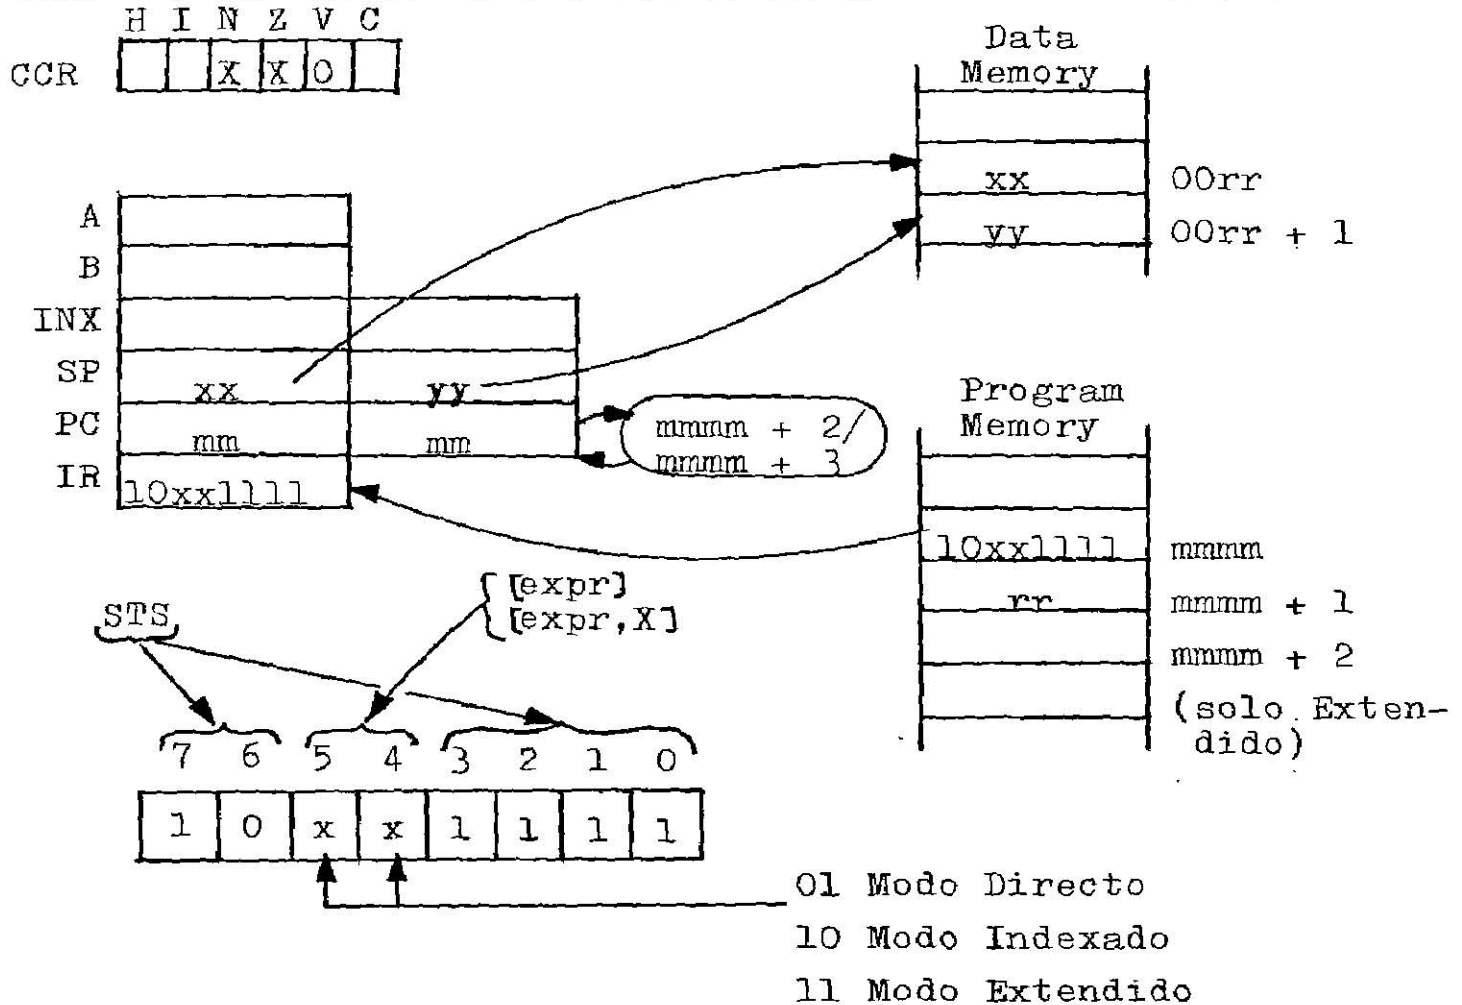 H I N Z V C
CCR X X 0
Data
Memory
xx 00rr
yy 00rr + 1
A
B
INX
SP xx yy
PC mm mm
mmmm + 2/
mmmm + 3
IR 10xx1111
Program
Memory
10xx1111 mmmm
rr mmmm + 1
mmmm + 2
(solo Exten-
dido)
STS
[expr]
[expr,X]
7 6 5 4 3 2 1 0
1 0 x x 1 1 1 1
01 Modo Directo
10 Modo Indexado
11 Modo Extendido